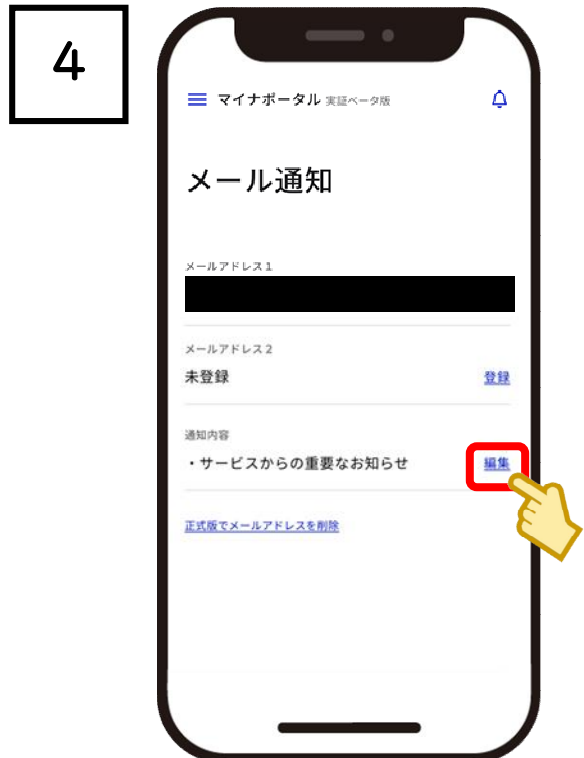 4
マイナポータル 実証ベータ版
メール通知
メールアドレス1
メールアドレス2
未登録 登録
通知内容
・サービスからの重要なお知らせ 編集
正式版でメールアドレスを削除